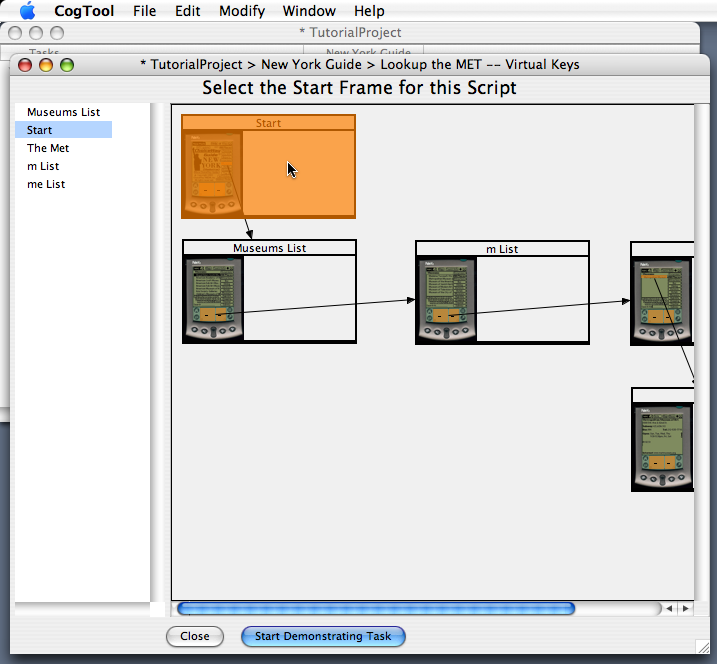 CogTool File Edit Modify Window Help
* TutorialProject
Tasks New York Guide
* TutorialProject > New York Guide > Lookup the MET -- Virtual Keys
Select the Start Frame for this Script
Museums List
Start
The Met
m List
me List
Start
NEW
YORK
Museums List
m List
Close
Start Demonstrating Task